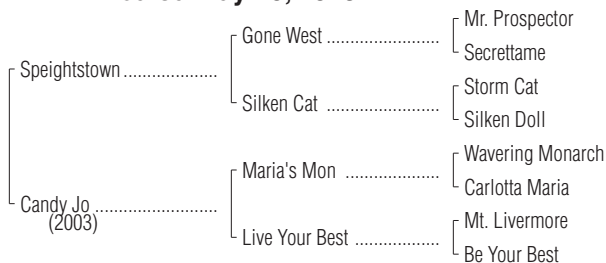 Mr. Prospector
Gone West
Secrettame
Speightstown
Storm Cat
Silken Cat
Silken Doll
Wavering Monarch
Maria's Mon
Carlotta Maria
Candy Jo
(2003)
Mt. Livermore
Live Your Best
Be Your Best